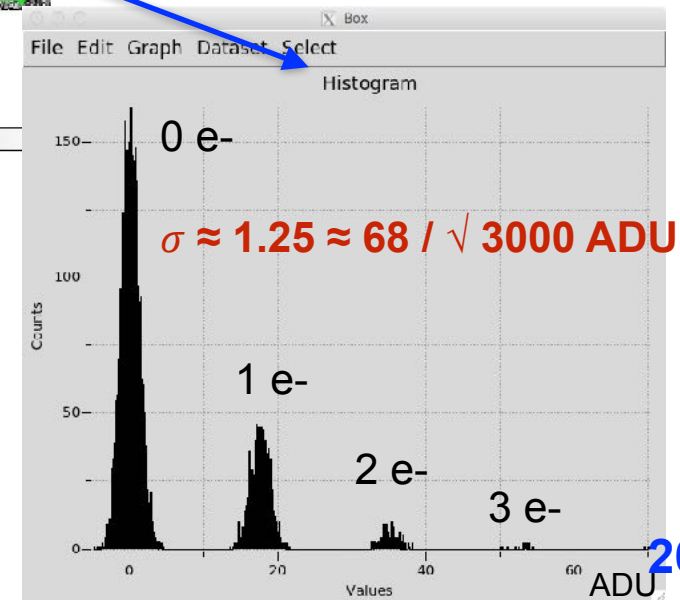 Box
File Edit Graph Dataset Select
Histogram
0 e-
σ ≈ 1.25 ≈ 68 / √ 3000 ADU
1 e-
2 e-
3 e-
150
100
50
0
Counts
0 20 40 60
Values
ADU